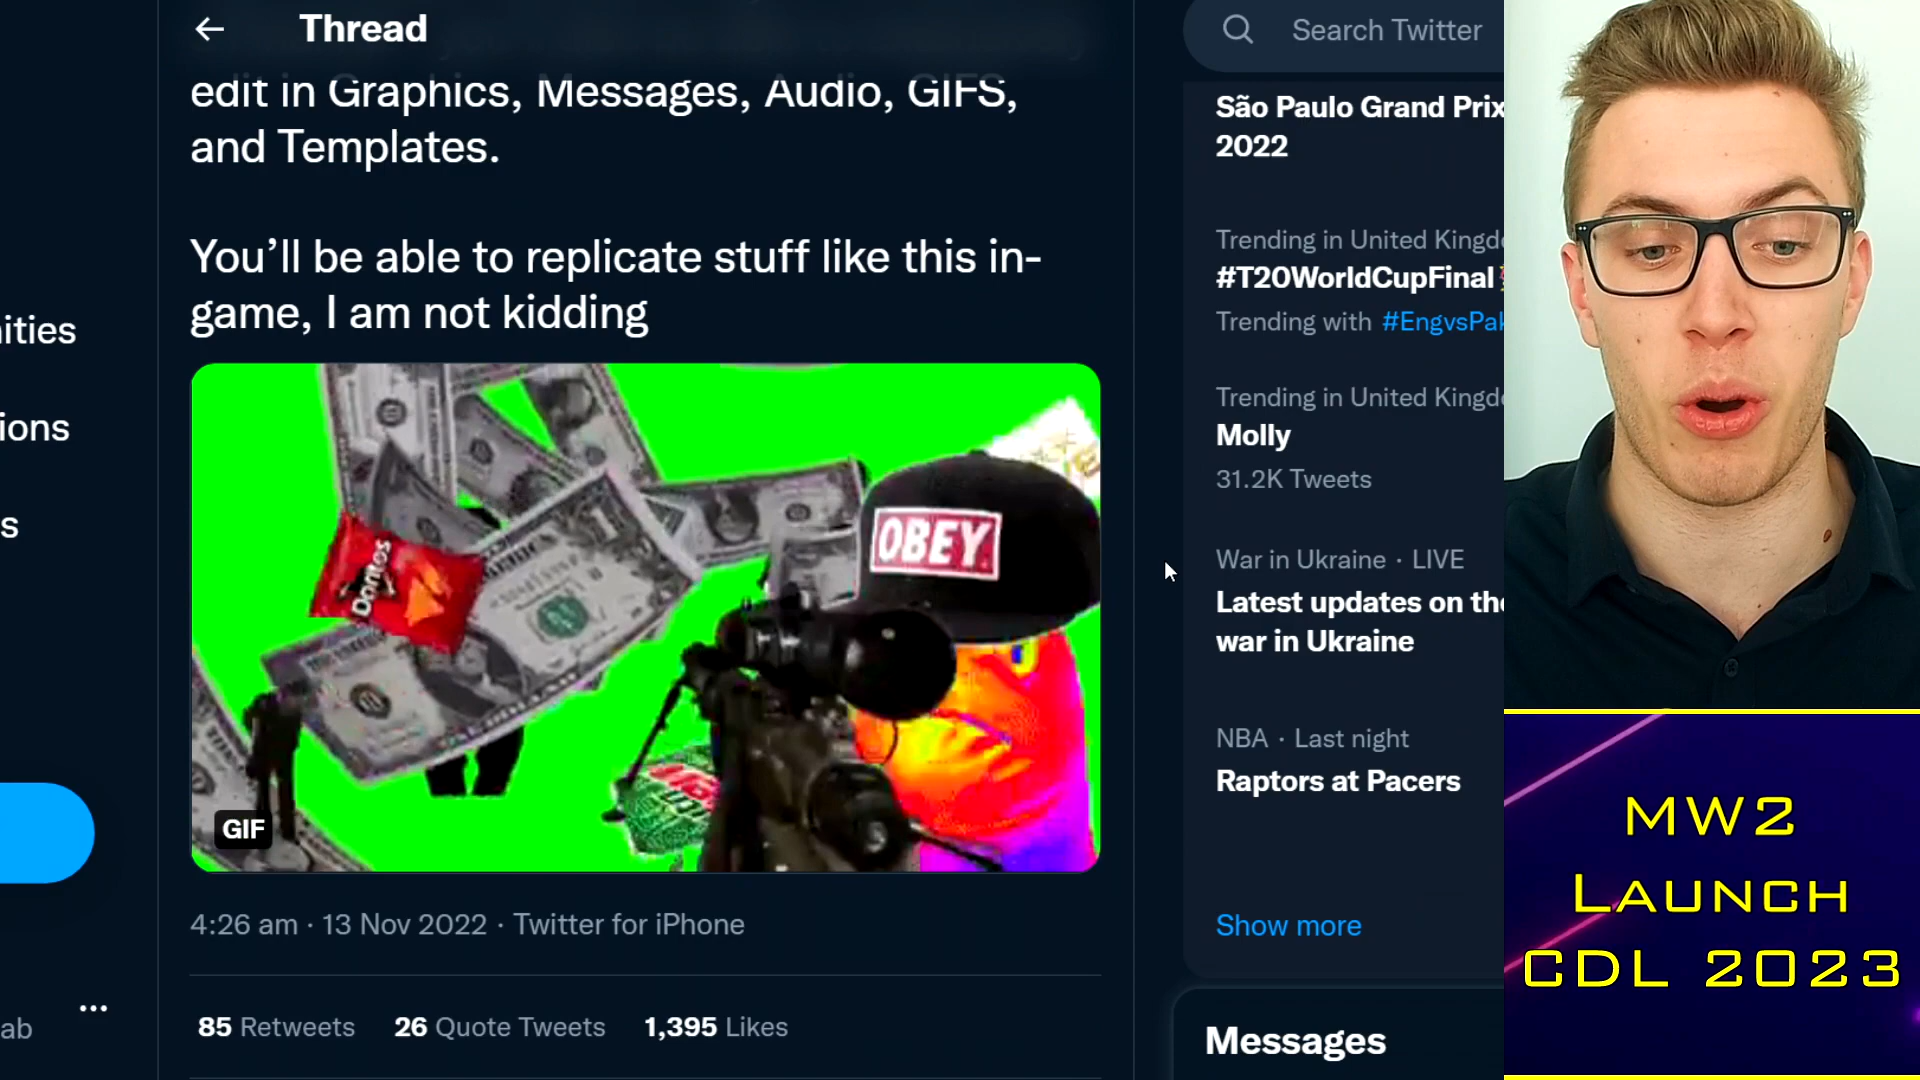 Thread
edit in Graphics, Messages, Audio, GIFS,
and Templates.
You’ll be able to replicate stuff like this in-
game, I am not kidding
Doritos
OBEY
GIF
4:26 am · 13 Nov 2022 · Twitter for iPhone
85 Retweets 26 Quote Tweets 1,395 Likes
ities
ions
s
ab
Search Twitter
São Paulo Grand Prix
2022
Trending in United Kingdo
#T20WorldCupFinal
Trending with #EngvsPak
Trending in United Kingdo
Molly
31.2K Tweets
War in Ukraine · LIVE
Latest updates on the
war in Ukraine
NBA · Last night
Raptors at Pacers
Show more
Messages
MW2
LAUNCH
CDL 2023